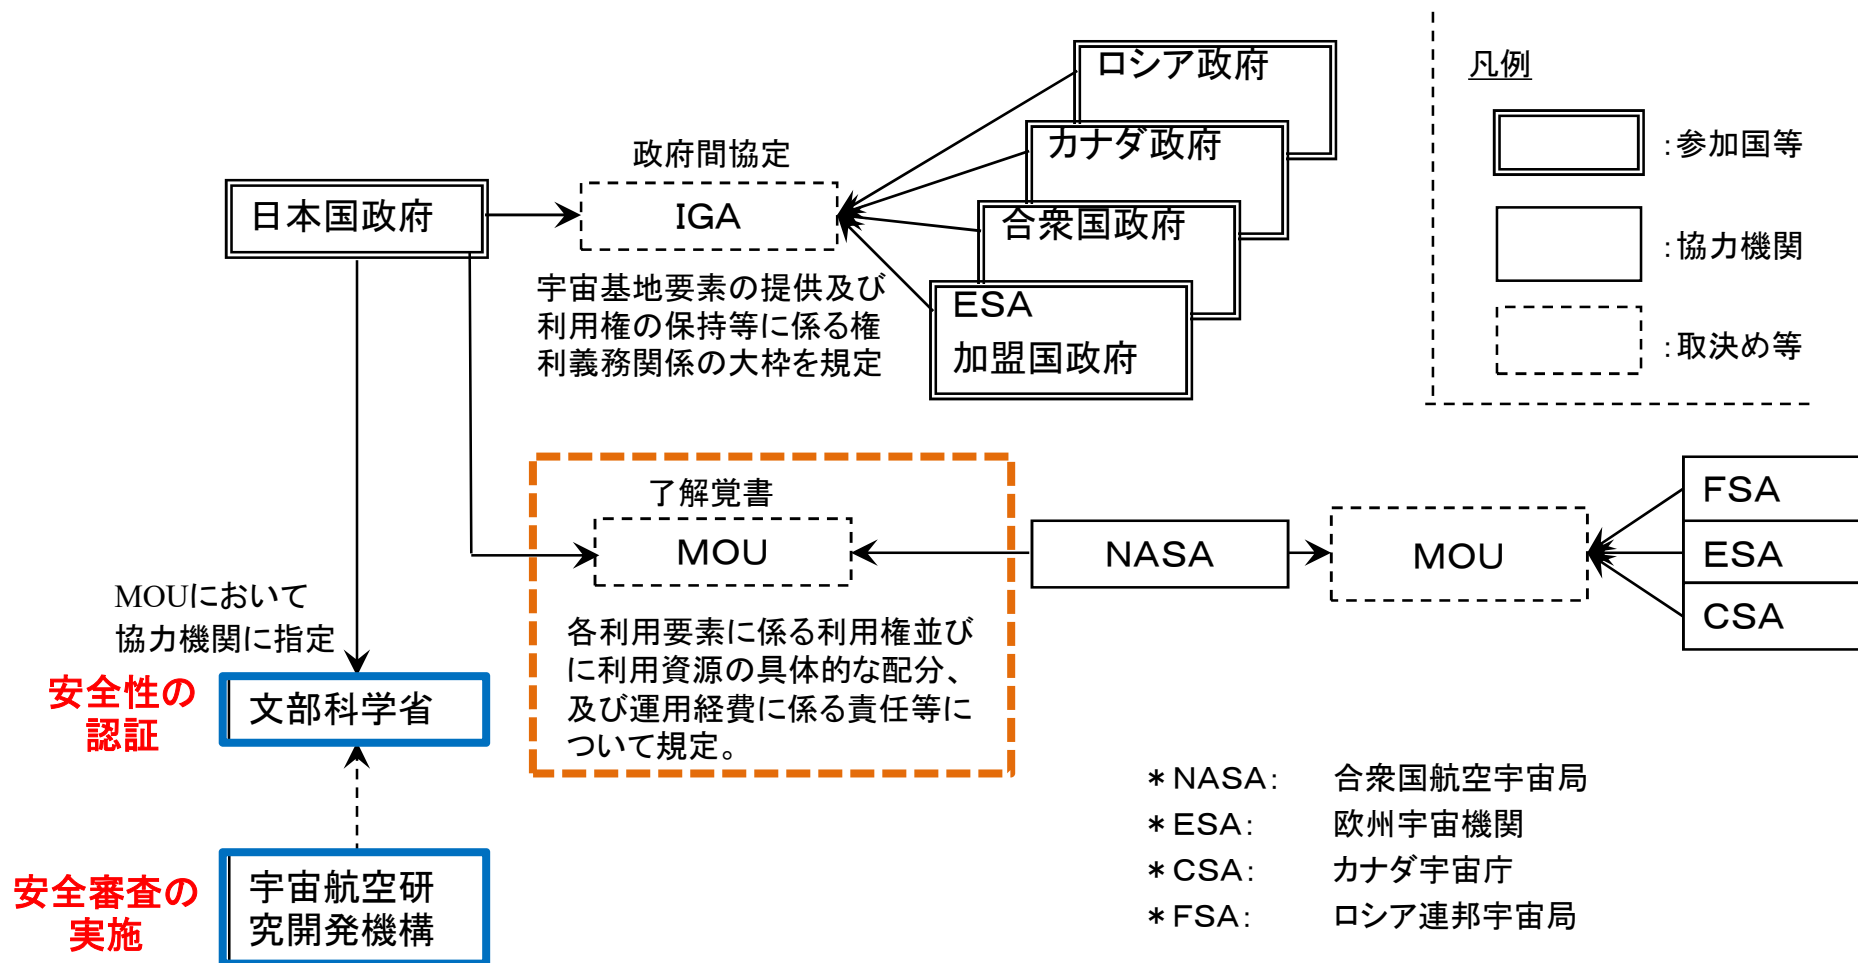 ロシア政府
カナダ政府
合衆国政府
ESA
加盟国政府
政府間協定
IGA
日本国政府
宇宙基地要素の提供及び
利用権の保持等に係る権
利義務関係の大枠を規定
凡例
:参加国等
:協力機関
:取決め等
了解覚書
MOU
各利用要素に係る利用権並び
に利用資源の具体的な配分、
及び運用経費に係る責任等に
ついて規定。
NASA
MOU
FSA
ESA
CSA
MOUにおいて
協力機関に指定
安全性の
認証
文部科学省
安全審査の
実施
宇宙航空研
究開発機構
*NASA: 合衆国航空宇宙局
*ESA: 欧州宇宙機関
*CSA: カナダ宇宙庁
*FSA: ロシア連邦宇宙局